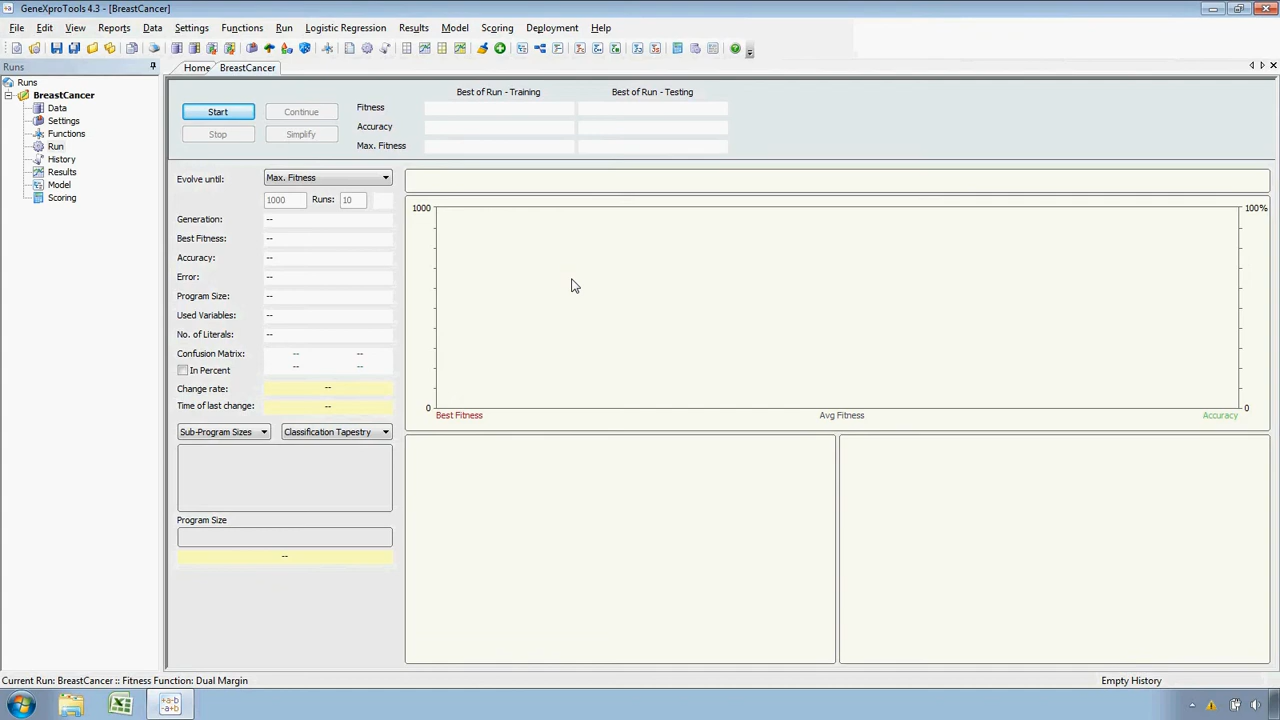 GeneXproTools 4.3 - [BreastCancer]
File Edit View Reports Data Settings Functions Run Logistic Regression Results Model Scoring Deployment Help
Runs
Home BreastCancer
Runs
BreastCancer
Data
Settings
Functions
Run
History
Results
Model
Scoring
Best of Run - Training Best of Run - Testing
Start Continue Fitness
Stop Simplify Accuracy
Max. Fitness
Evolve until: Max. Fitness
1000 Runs: 10
Generation: --
Best Fitness: --
Accuracy: --
Error: --
Program Size: --
Used Variables: --
No. of Literals: --
Confusion Matrix: -- --
In Percent -- --
Change rate: --
Time of last change: --
Sub-Program Sizes Classification Tapestry
Program Size
--
1000 100%
0 0
Best Fitness Avg Fitness Accuracy
Current Run: BreastCancer :: Fitness Function: Dual Margin Empty History